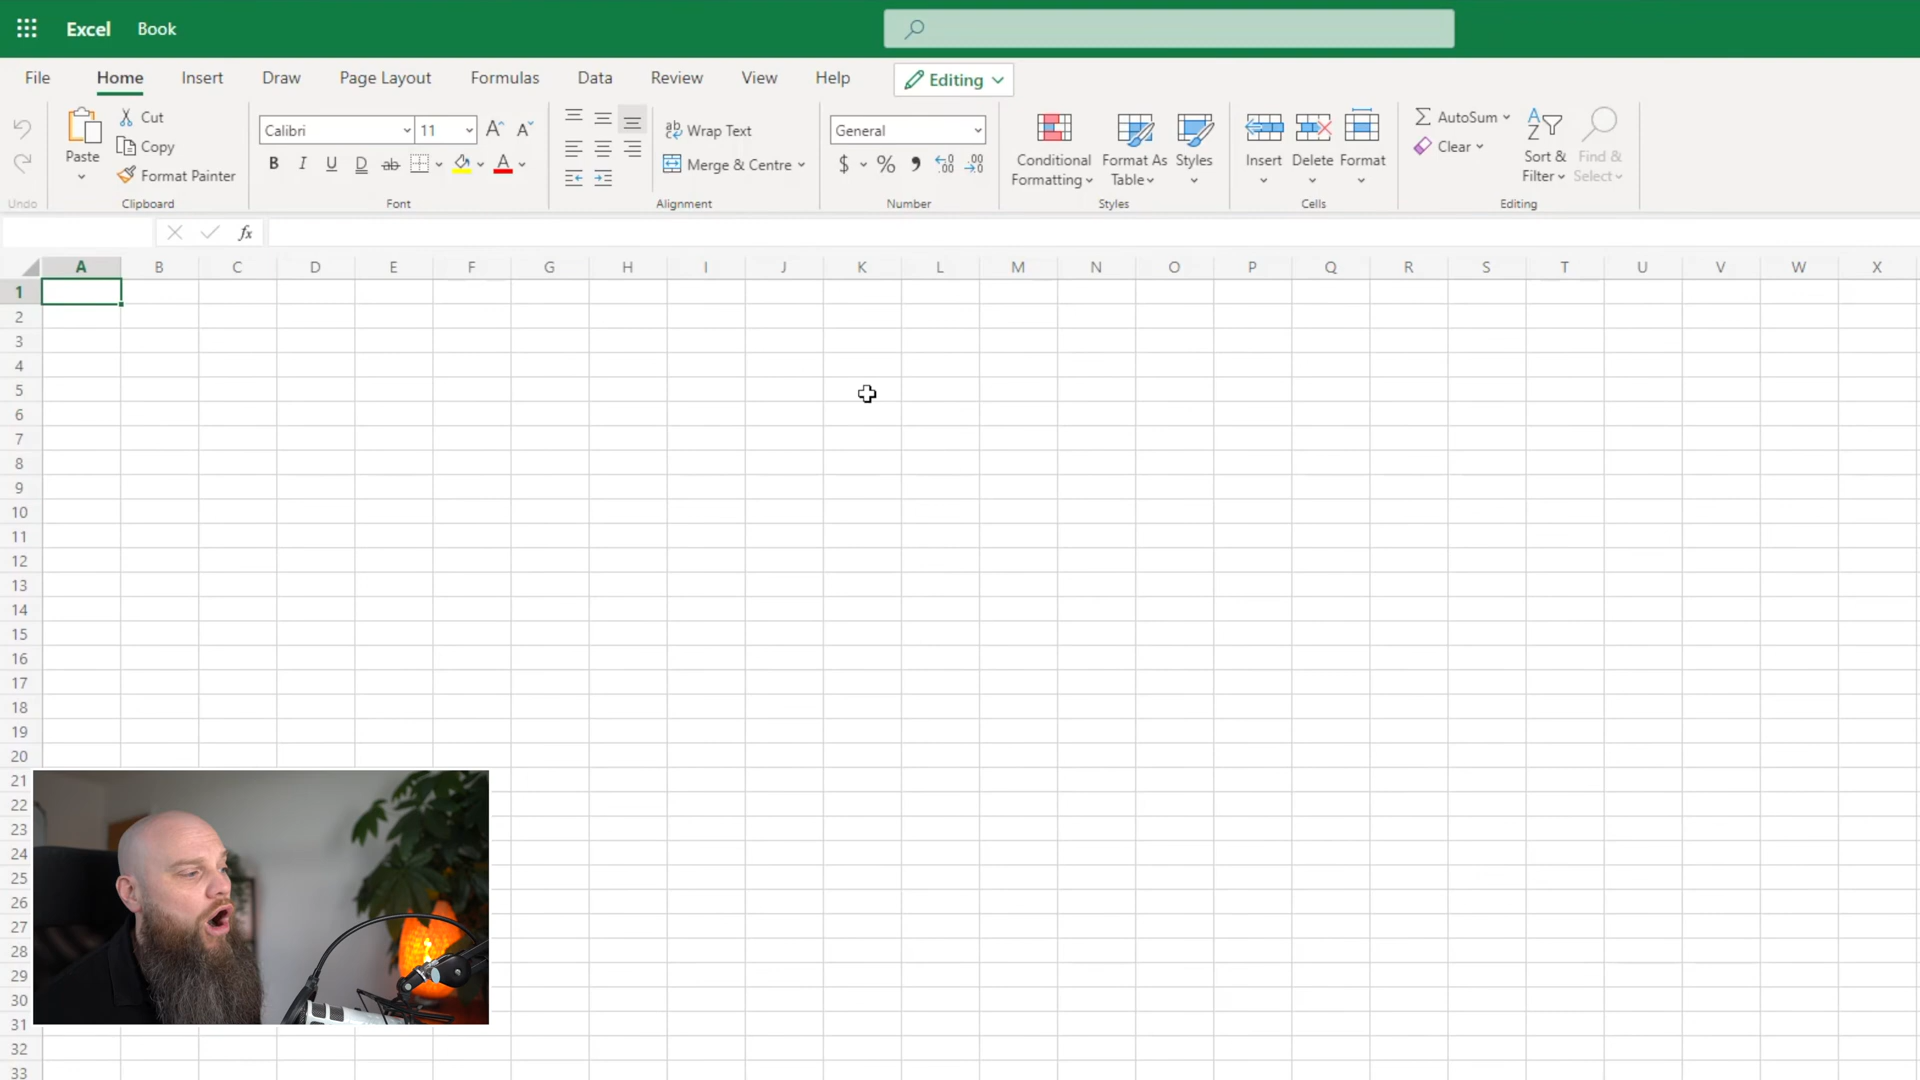 Excel Book
File Home Insert Draw Page Layout Formulas Data Review View Help Editing
Cut
Copy
Format Painter
Paste
Undo
Clipboard
Calibri 11
B I U D ab
Font
ab Wrap Text
Merge & Centre
Alignment
General
$ % , .00 .00
Number
Conditional Formatting
Format As Table
Styles
Styles
Insert Delete Format
Cells
AutoSum
Clear
Sort & Filter
Find & Select
Editing
fx
A B C D E F G H I J K L M N O P Q R S T U V W X
1
2
3
4
5
6
7
8
9
10
11
12
13
14
15
16
17
18
19
20
21
22
23
24
25
26
27
28
29
30
31
32
33